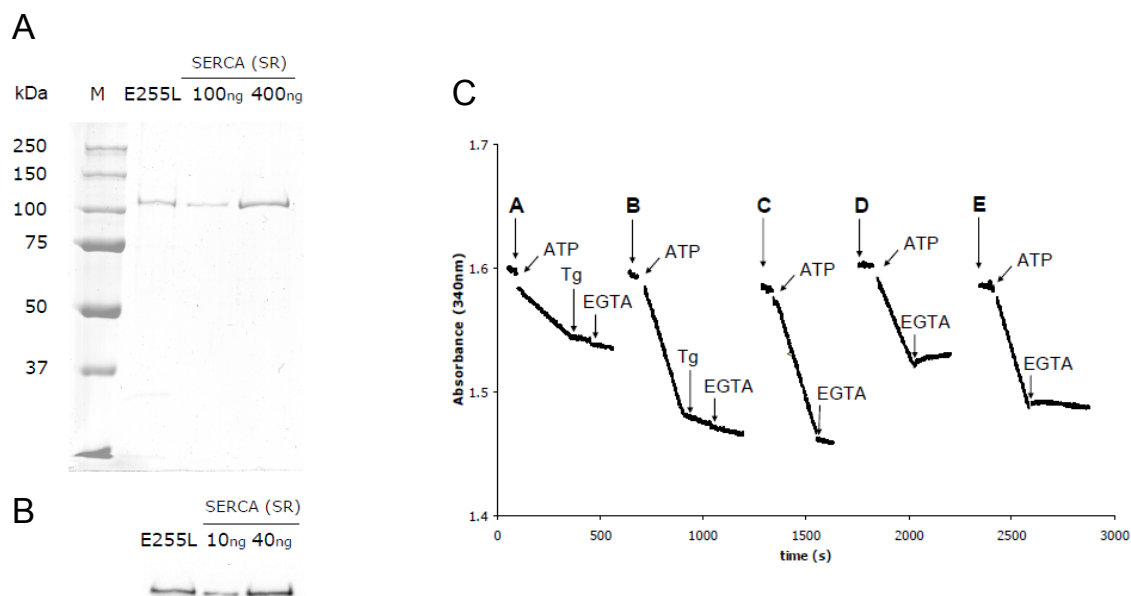 A
SERCA (SR)
kDa M E255L 100ng 400ng
250
150
100
75
50
37
B
SERCA (SR)
E255L 10ng 40ng
C
1.7
1.6
1.5
1.4
Absorbance (340nm)
A B C D E
ATP ATP ATP ATP ATP
Tg EGTA
Tg EGTA
EGTA
EGTA
EGTA
0 500 1000 1500 2000 2500 3000
time (s)